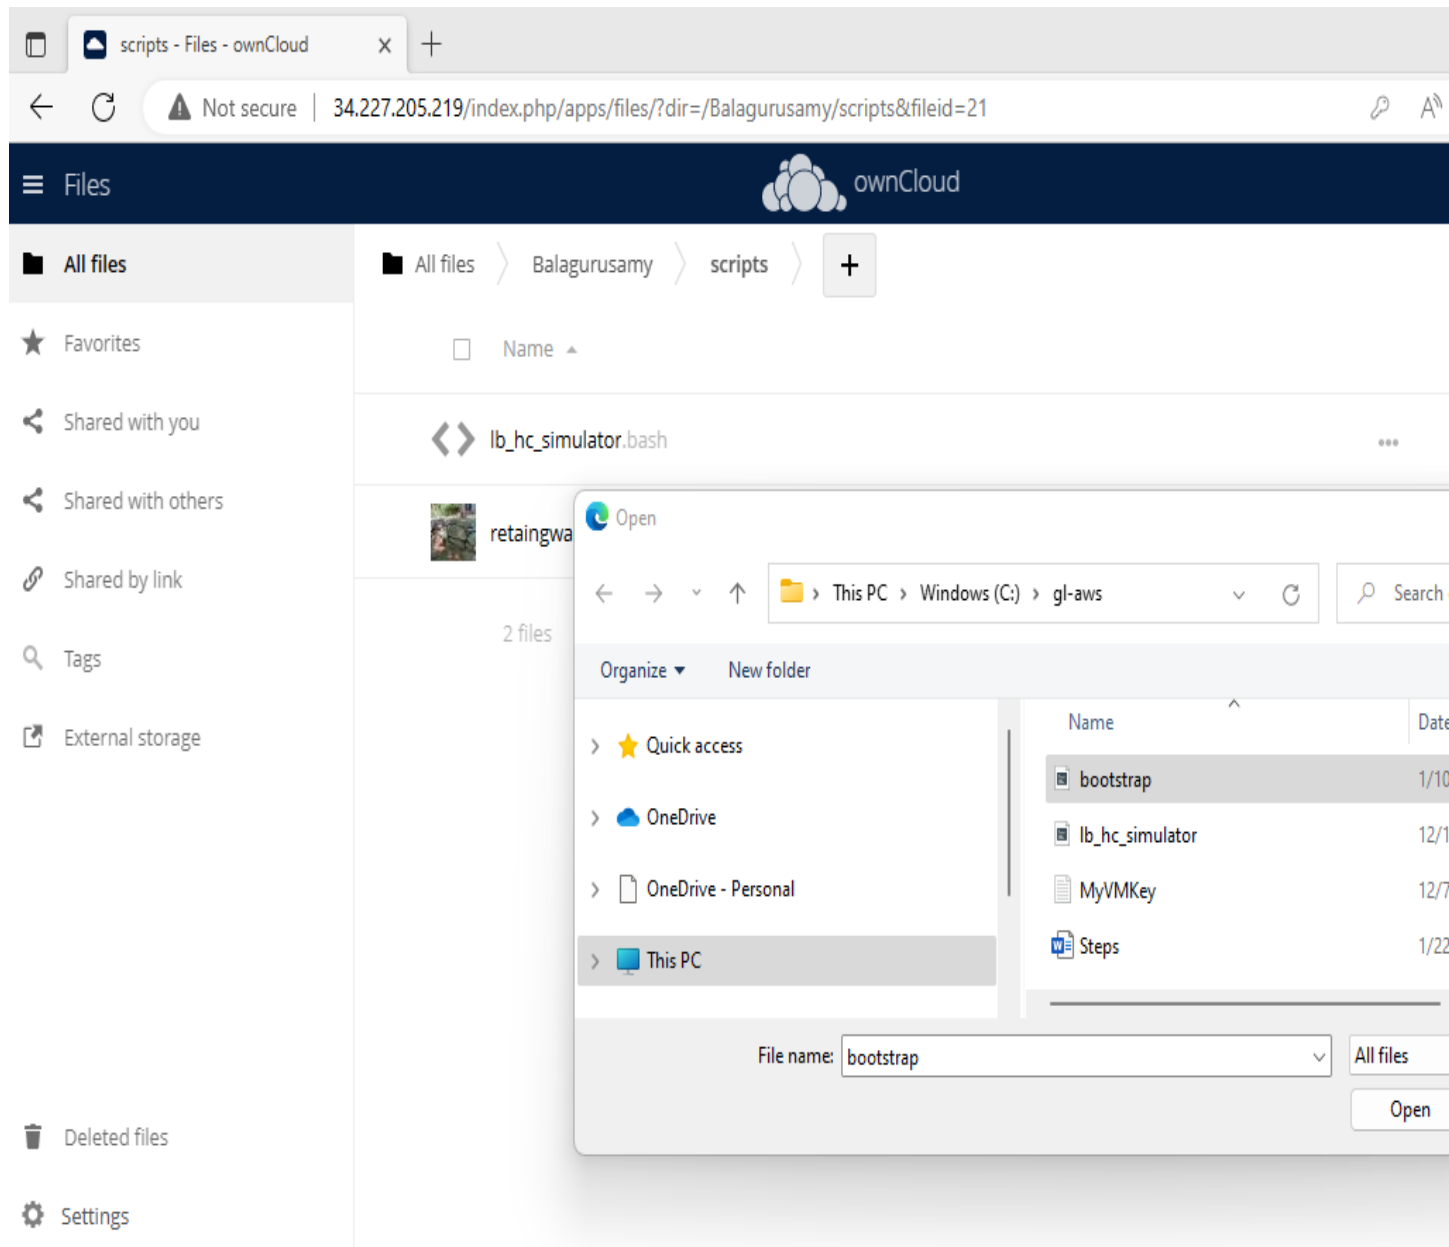 scripts - Files - ownCloud
Not secure | 34.227.205.219/index.php/apps/files/?dir=/Balagurusamy/scripts&fileid=21
Files
ownCloud
All files
All files Balagurusamy scripts +
Favorites
Name
Shared with you
lb_hc_simulator.bash
Shared with others
retaingwa
Open
Shared by link
This PC > Windows (C:) > gl-aws
Search
2 files
Tags
Organize
New folder
External storage
Name
Date
Quick access
bootstrap
1/10
OneDrive
lb_hc_simulator
12/1
OneDrive - Personal
MyVMKey
12/7
This PC
Steps
1/22
File name: bootstrap
All files
Open
Deleted files
Settings